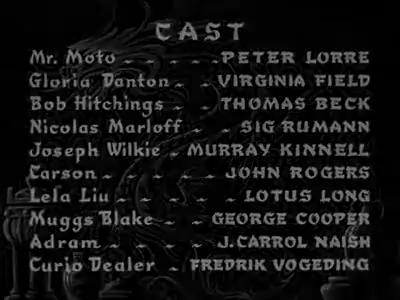 CAST
Mr. Moto - - - - - PETER LORRE
Gloria Danton - - VIRGINIA FIELD
Bob Hitchings - - THOMAS BECK
Nicolas Marloff - - SIG RUMANN
Joseph Wilkie - MURRAY KINNELL
Carson - - - - - JOHN ROGERS
Lela Liu - - - - - LOTUS LONG
Muggs Blake - - GEORGE COOPER
Adram - - - - J. CARROL NAISH
Curio Dealer - FREDRIK VOGEDING